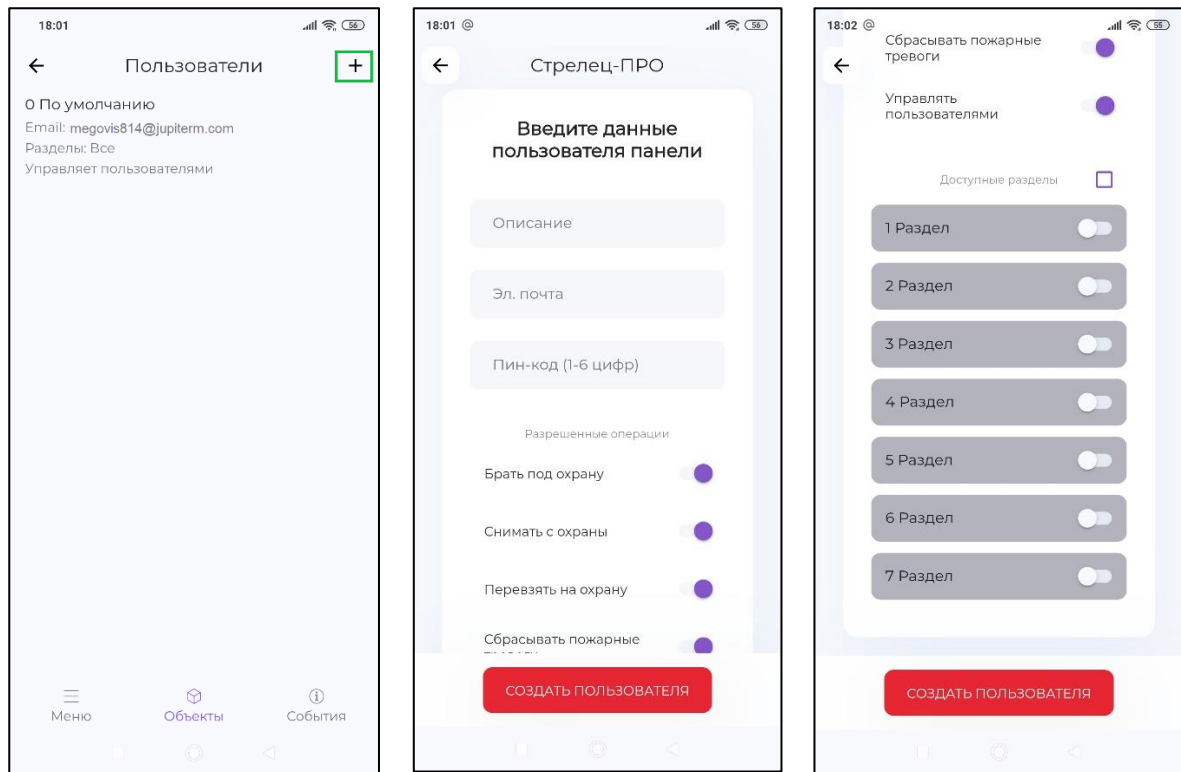 18:01
56
Пользователи
0 По умолчанию
Email: megovis814@jupiterm.com
Разделы: Все
Управляет пользователями
Меню
Объекты
События
18:01 @
56
Стрелец-ПРО
Введите данные
пользователя панели
Описание
Эл. почта
Пин-код (1-6 цифр)
Разрешенные операции
Брать под охрану
Снимать с охраны
Перевзять на охрану
Сбрасывать пожарные
СОЗДАТЬ ПОЛЬЗОВАТЕЛЯ
18:02 @
55
Сбрасывать пожарные
тревоги
Управлять
пользователями
Доступные разделы
1 Раздел
2 Раздел
3 Раздел
4 Раздел
5 Раздел
6 Раздел
7 Раздел
СОЗДАТЬ ПОЛЬЗОВАТЕЛЯ